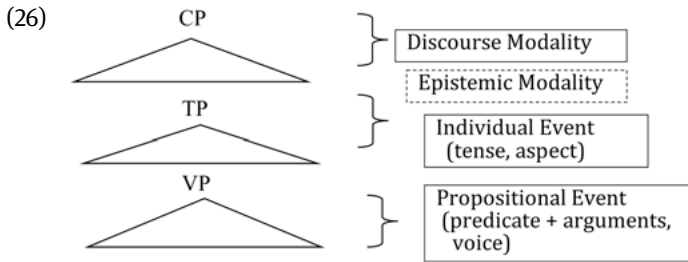 (26)
CP
Discourse Modality
Epistemic Modality
TP
Individual Event
(tense, aspect)
VP
Propositional Event
(predicate + arguments,
voice)